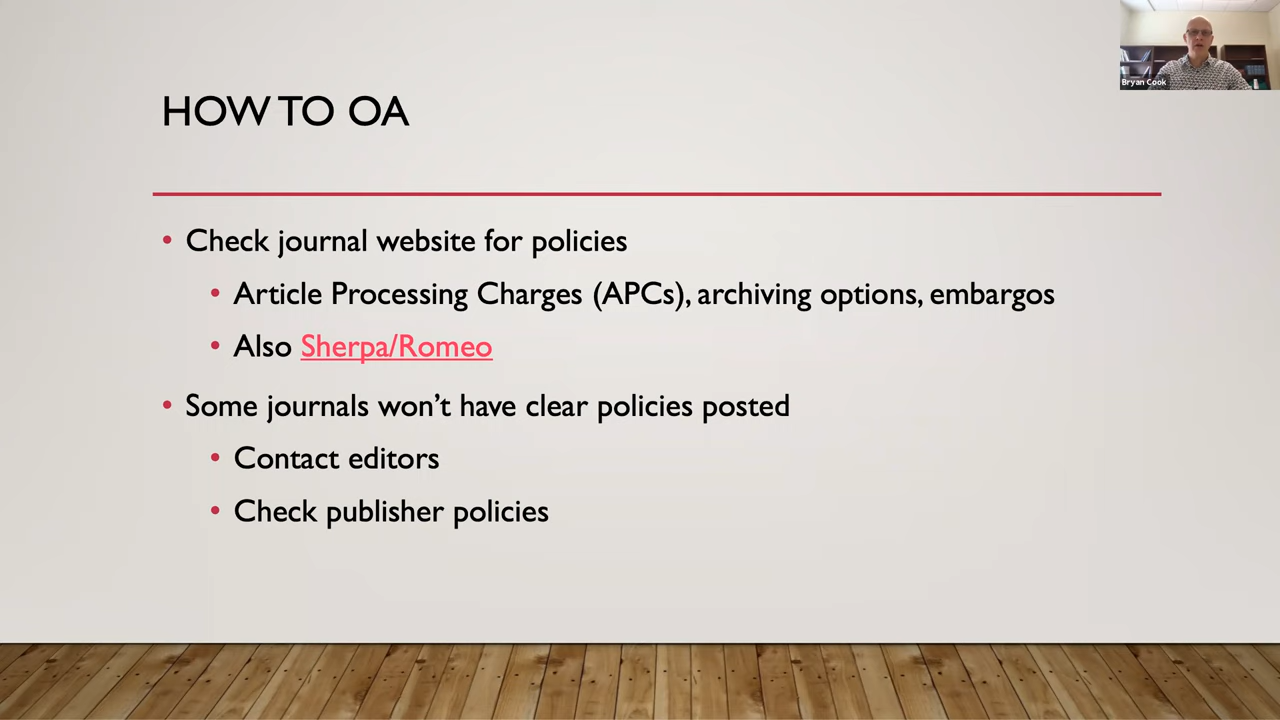 Bryan Cook
HOW TO OA
• Check journal website for policies
• Article Processing Charges (APCs), archiving options, embargos
• Also Sherpa/Romeo
• Some journals won’t have clear policies posted
• Contact editors
• Check publisher policies